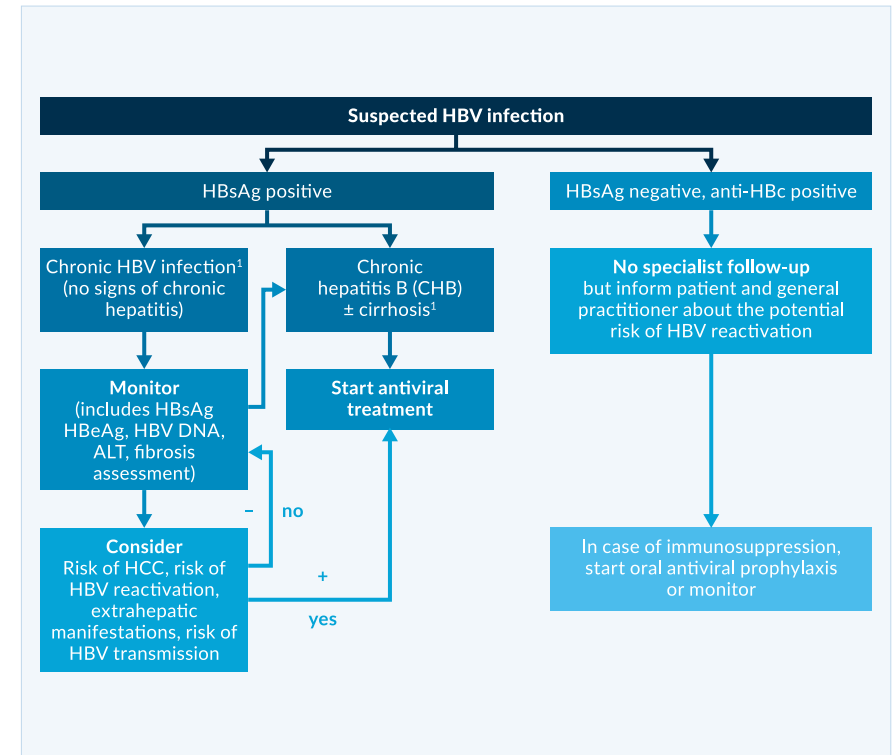 Suspected HBV infection
HBsAg positive
HBsAg negative, anti-HBc positive
Chronic HBV infection¹
(no signs of chronic
hepatitis)
Chronic
hepatitis B (CHB)
± cirrhosis¹
No specialist follow-up
but inform patient and general
practitioner about the potential
risk of HBV reactivation
Monitor
(includes HBsAg
HBeAg, HBV DNA,
ALT, fibrosis
assessment)
Start antiviral
treatment
– no
Consider
Risk of HCC, risk of
HBV reactivation,
extrahepatic
manifestations, risk of
HBV transmission
+
yes
In case of immunosuppression,
start oral antiviral prophylaxis
or monitor